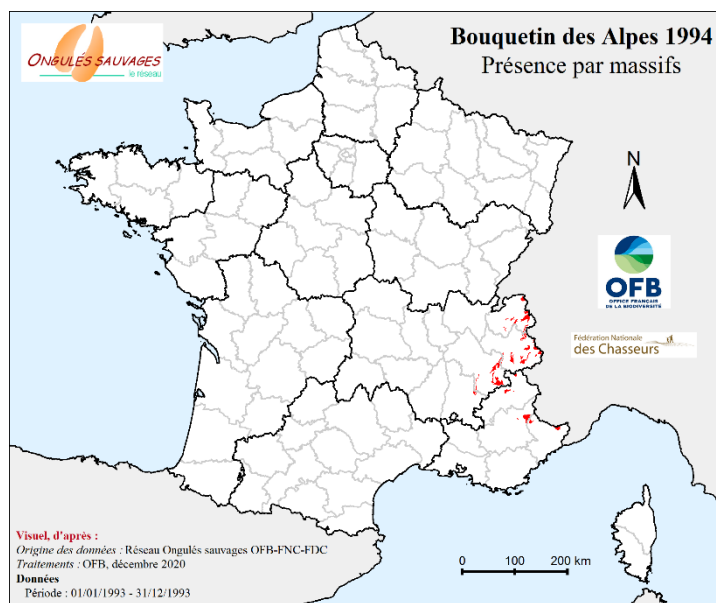 ONGULÉS SAUVAGES
le réseau
Bouquetin des Alpes 1994
Présence par massifs
N
OFB
OFFICE FRANÇAIS
DE LA BIODIVERSITÉ
Fédération Nationale
des Chasseurs
Visuel, d'après :
Origine des données : Réseau Ongulés sauvages OFB-FNC-FDC
Traitements : OFB, décembre 2020
Données
Période : 01/01/1993 - 31/12/1993
0 100 200 km